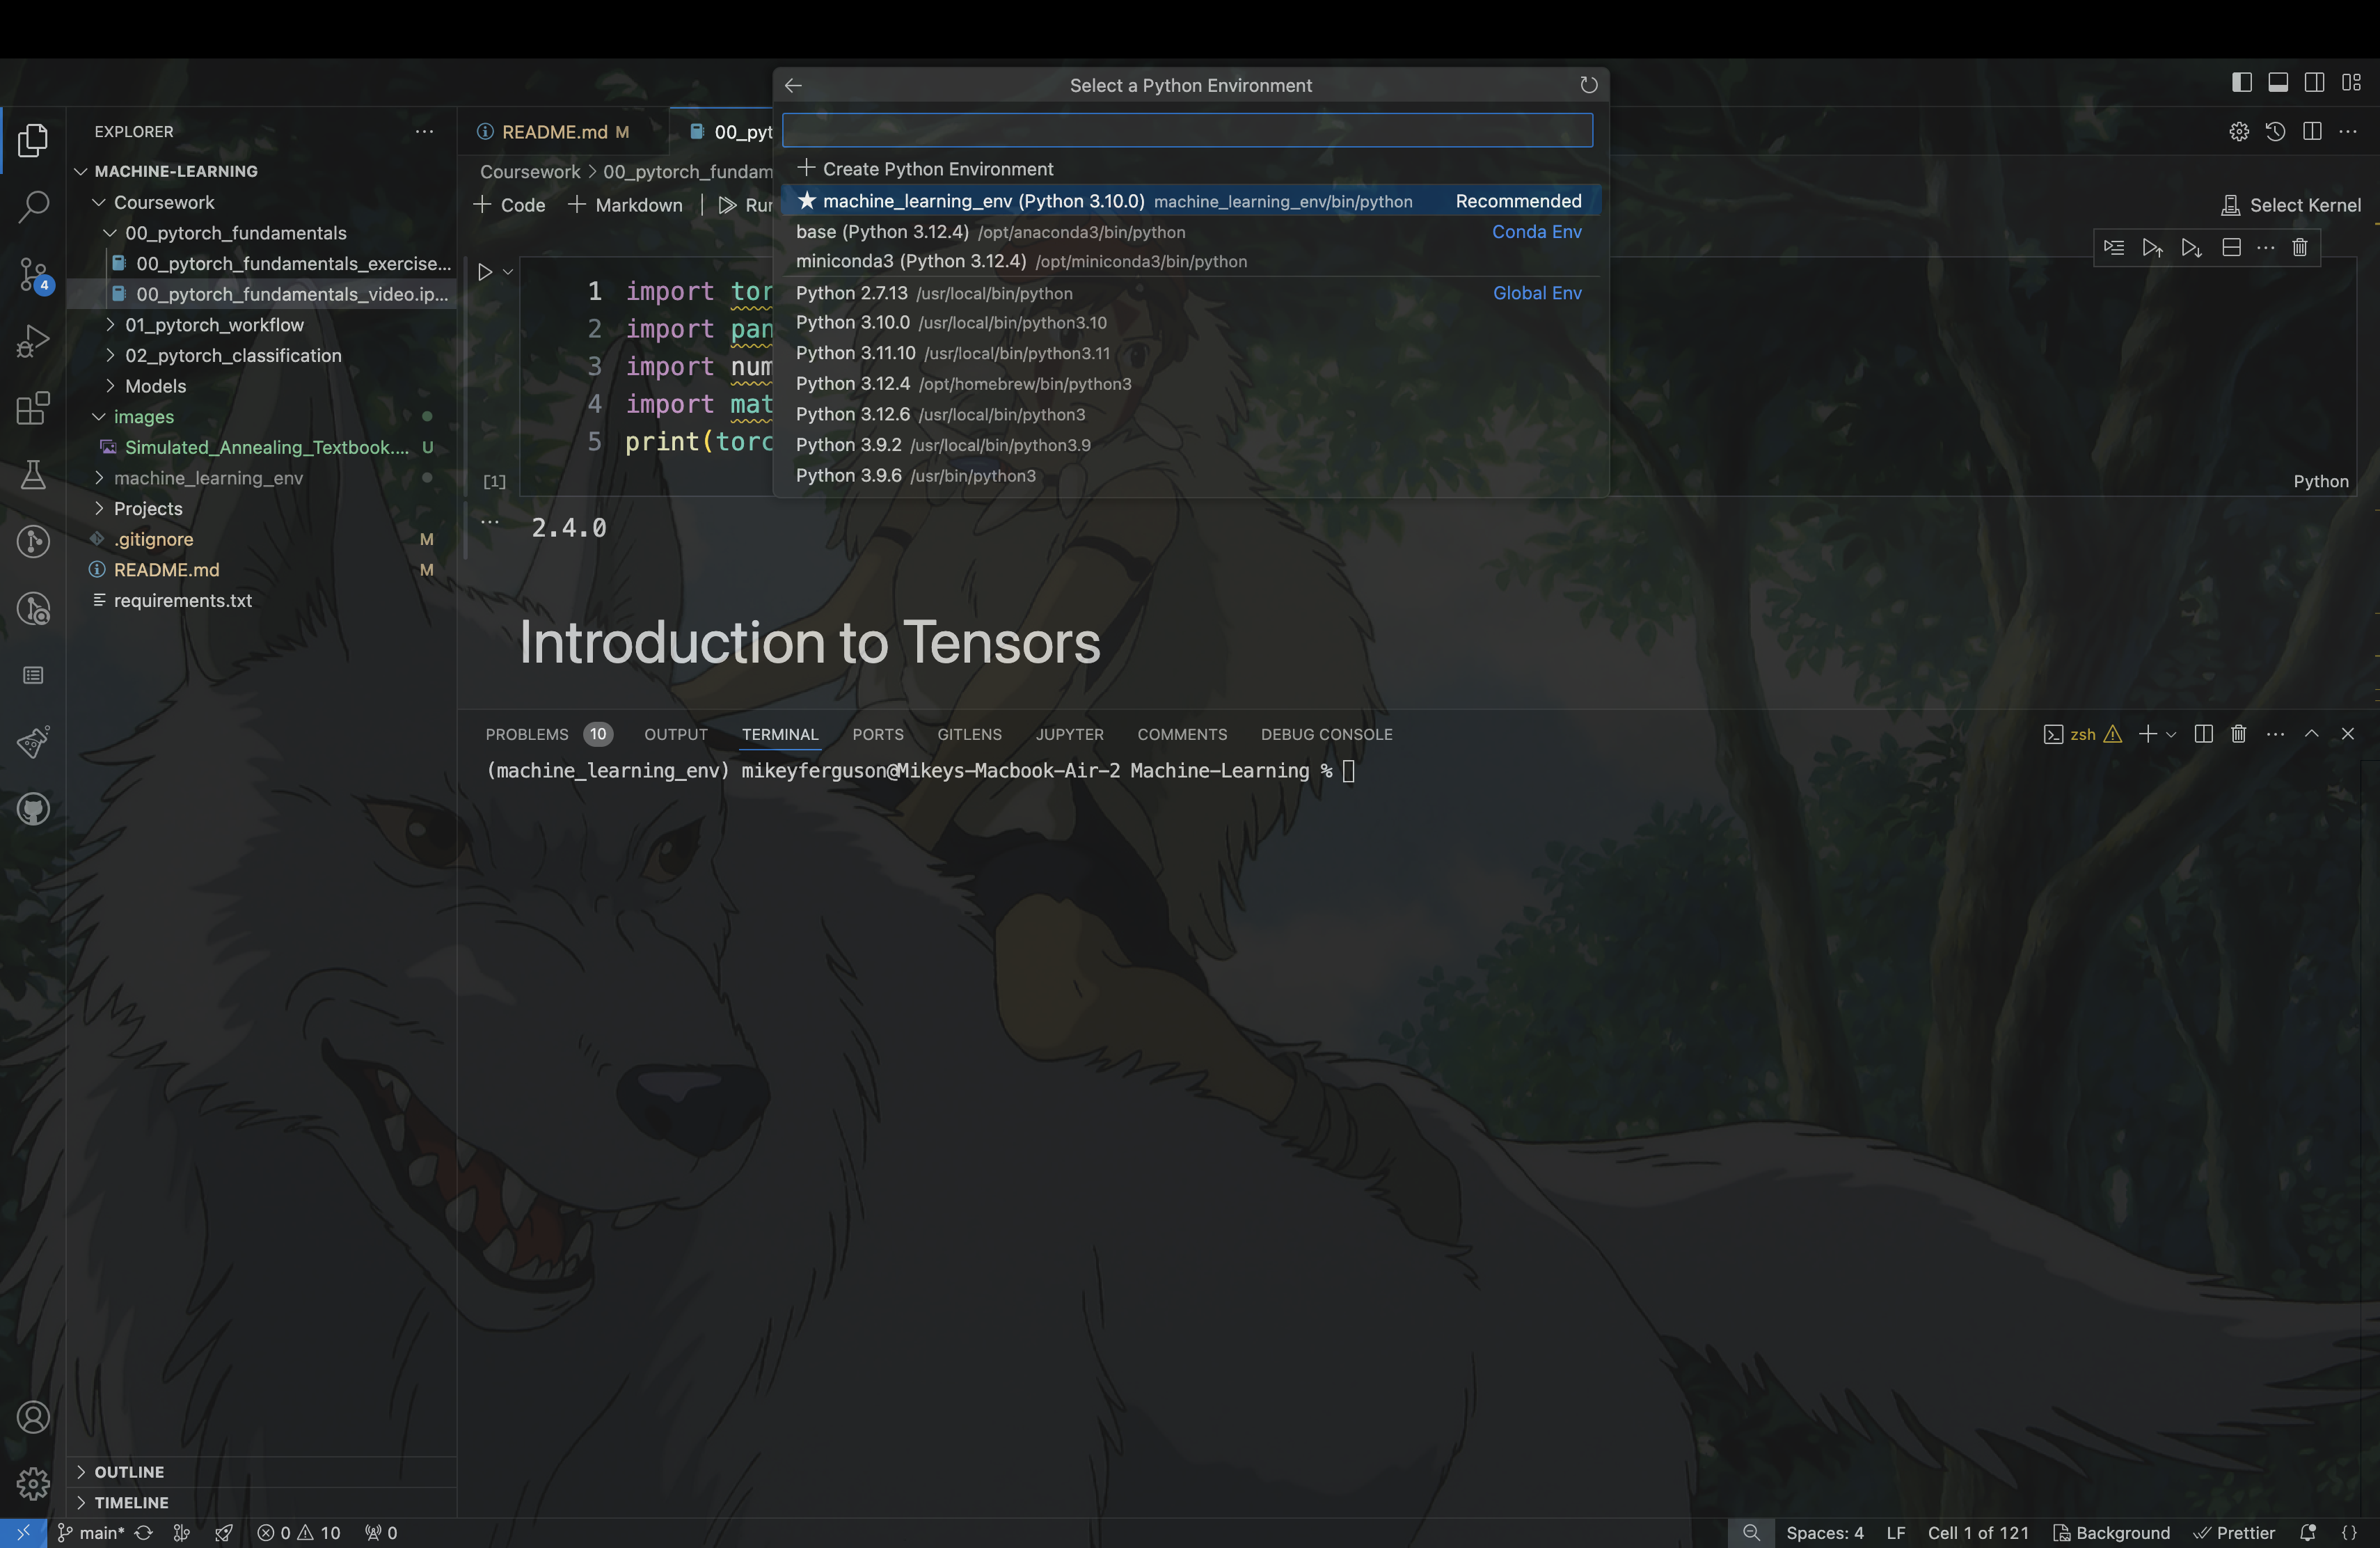 Select a Python Environment
EXPLORER
README.md M
00_pyt
MACHINE-LEARNING
Coursework
00_pytorch_fundamentals
00_pytorch_fundamentals_exercise...
00_pytorch_fundamentals_video.ip...
01_pytorch_workflow
02_pytorch_classification
Models
images
Simulated_Annealing_Textbook.... U
machine_learning_env
Projects
.gitignore M
README.md M
requirements.txt
4
OUTLINE
TIMELINE
Create Python Environment
machine_learning_env (Python 3.10.0) machine_learning_env/bin/python Recommended
base (Python 3.12.4) /opt/anaconda3/bin/python Conda Env
miniconda3 (Python 3.12.4) /opt/miniconda3/bin/python
Python 2.7.13 /usr/local/bin/python Global Env
Python 3.10.0 /usr/local/bin/python3.10
Python 3.11.10 /usr/local/bin/python3.11
Python 3.12.4 /opt/homebrew/bin/python3
Python 3.12.6 /usr/local/bin/python3
Python 3.9.2 /usr/local/bin/python3.9
Python 3.9.6 /usr/bin/python3
Coursework > 00_pytorch_fundam
+ Code + Markdown | Run
Select Kernel
1 import tor
2 import pan
3 import num
4 import mat
5 print(torc
[1]
Python
2.4.0
Introduction to Tensors
PROBLEMS 10 OUTPUT TERMINAL PORTS GITLENS JUPYTER COMMENTS DEBUG CONSOLE
zsh
(machine_learning_env) mikeyferguson@Mikeys-Macbook-Air-2 Machine-Learning %
main* 0 10 0
Spaces: 4 LF Cell 1 of 121 Background Prettier {}